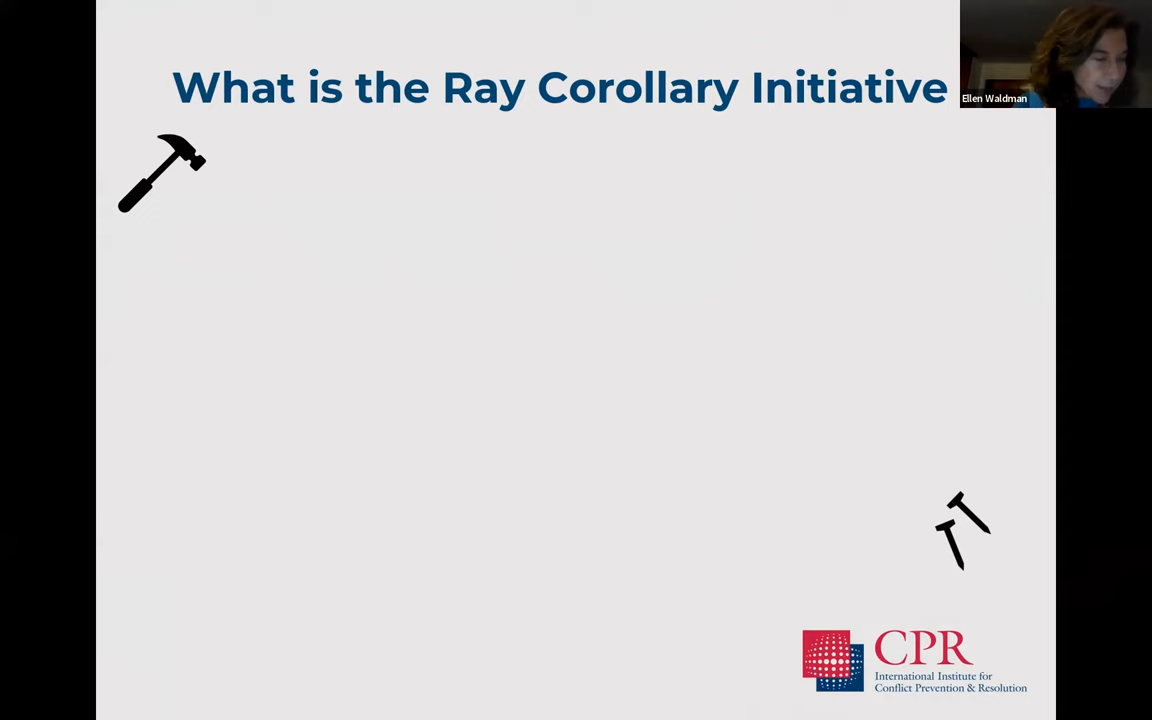 What is the Ray Corollary Initiative
Ellen Waldman
CPR
International Institute for
Conflict Prevention & Resolution